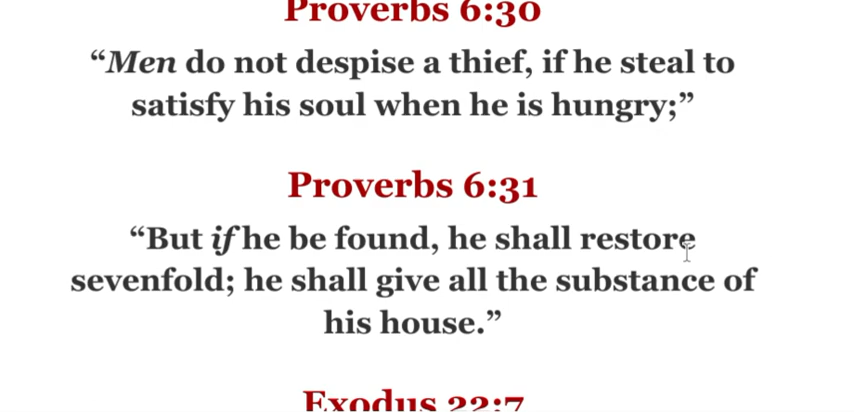 Proverbs 6:30
“Men do not despise a thief, if he steal to
satisfy his soul when he is hungry;”
Proverbs 6:31
“But if he be found, he shall restore
sevenfold; he shall give all the substance of
his house.”
Exodus 22:7